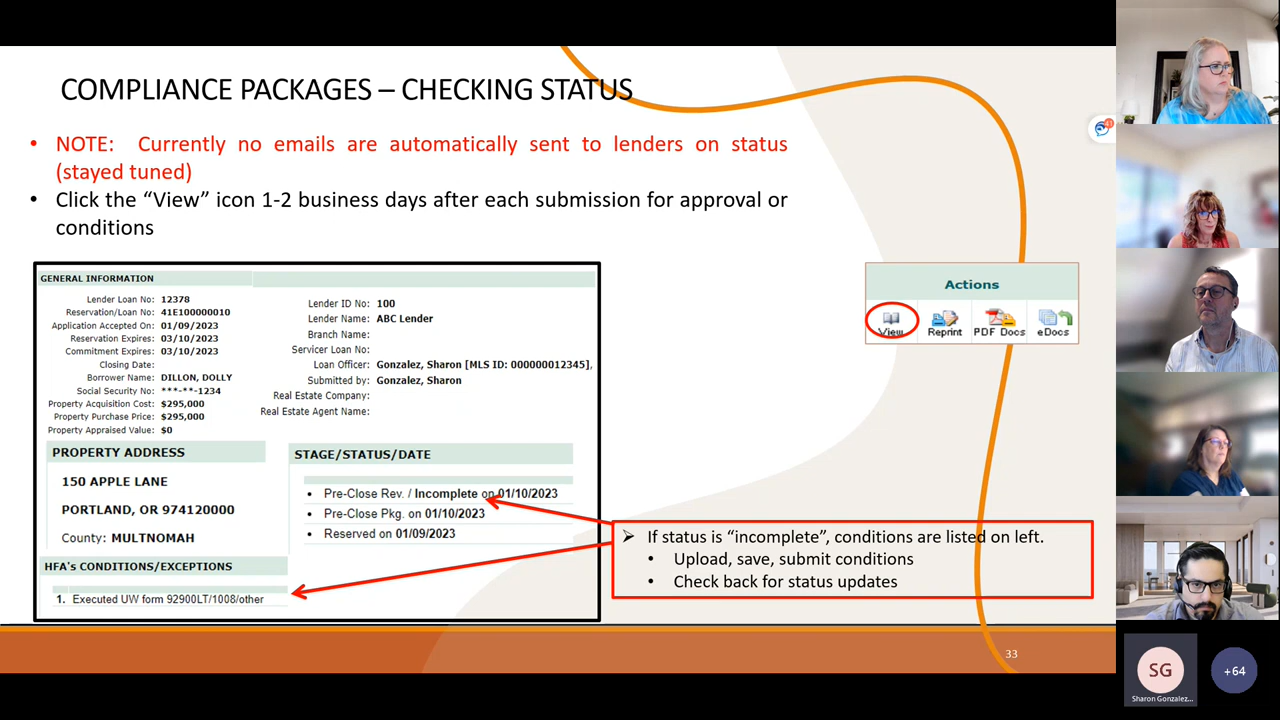 COMPLIANCE PACKAGES – CHECKING STATUS
• NOTE: Currently no emails are automatically sent to lenders on status
(stayed tuned)
• Click the “View” icon 1-2 business days after each submission for approval or
conditions
GENERAL INFORMATION
Lender Loan No: 12378
Reservation/Loan No: 41E100000010
Application Accepted On: 01/09/2023
Reservation Expires: 03/10/2023
Commitment Expires: 03/10/2023
Closing Date:
Borrower Name: DILLON, DOLLY
Social Security No: ***-**-1234
Property Acquisition Cost: $295,000
Property Purchase Price: $295,000
Property Appraised Value: $0
Lender ID No: 100
Lender Name: ABC Lender
Branch Name:
Servicer Loan No:
Loan Officer: Gonzalez, Sharon [MLS ID: 000000012345],
Submitted by: Gonzalez, Sharon
Real Estate Company:
Real Estate Agent Name:
PROPERTY ADDRESS
150 APPLE LANE
PORTLAND, OR 974120000
County: MULTNOMAH
STAGE/STATUS/DATE
• Pre-Close Rev. / Incomplete on 01/10/2023
• Pre-Close Pkg. on 01/10/2023
• Reserved on 01/09/2023
HFA's CONDITIONS/EXCEPTIONS
1. Executed UW form 92900LT/1008/other
Actions
View Reprint PDF Docs eDocs
➢ If status is “incomplete”, conditions are listed on left.
• Upload, save, submit conditions
• Check back for status updates
33
SG
Sharon Gonzalez...
+64